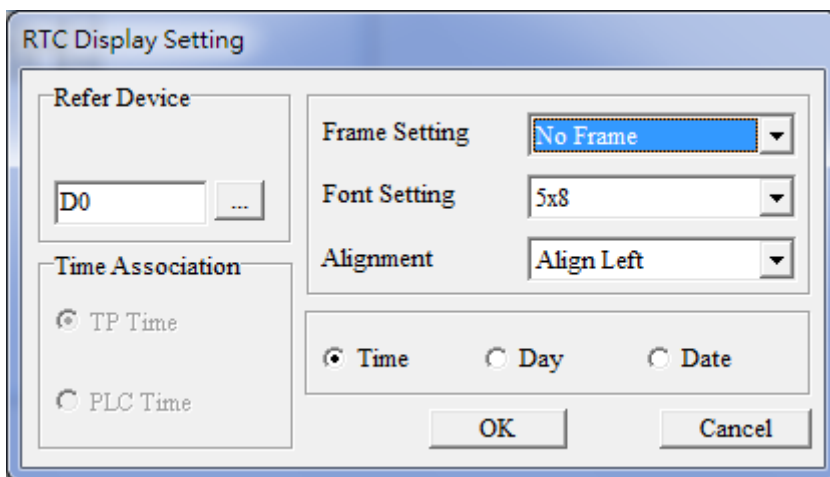 RTC Display Setting
Refer Device
D0
...
Time Association
TP Time
PLC Time
Frame Setting
No Frame
Font Setting
5x8
Alignment
Align Left
Time Day Date
OK Cancel